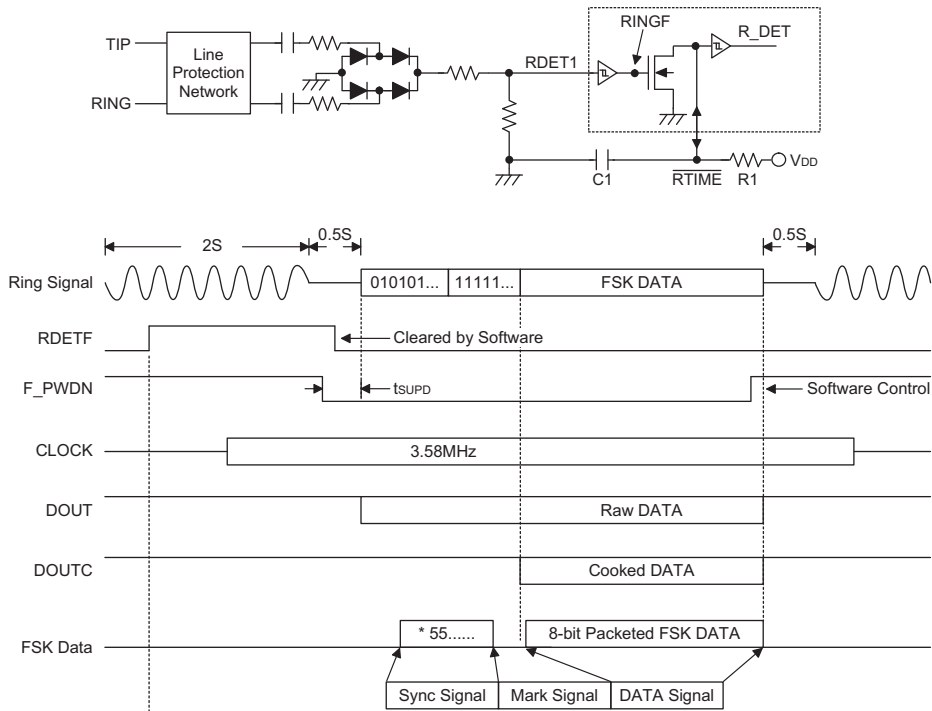 RINGF
R_DET
TIP
Line
Protection
Network
RDET1
RING
VDD
C1
RTIME
R1
2S
0.5S
0.5S
Ring Signal
010101...
11111...
FSK DATA
RDETF
Cleared by Software
F_PWDN
tSUPD
Software Control
CLOCK
3.58MHz
DOUT
Raw DATA
DOUTC
Cooked DATA
FSK Data
* 55......
8-bit Packeted FSK DATA
Sync Signal
Mark Signal
DATA Signal